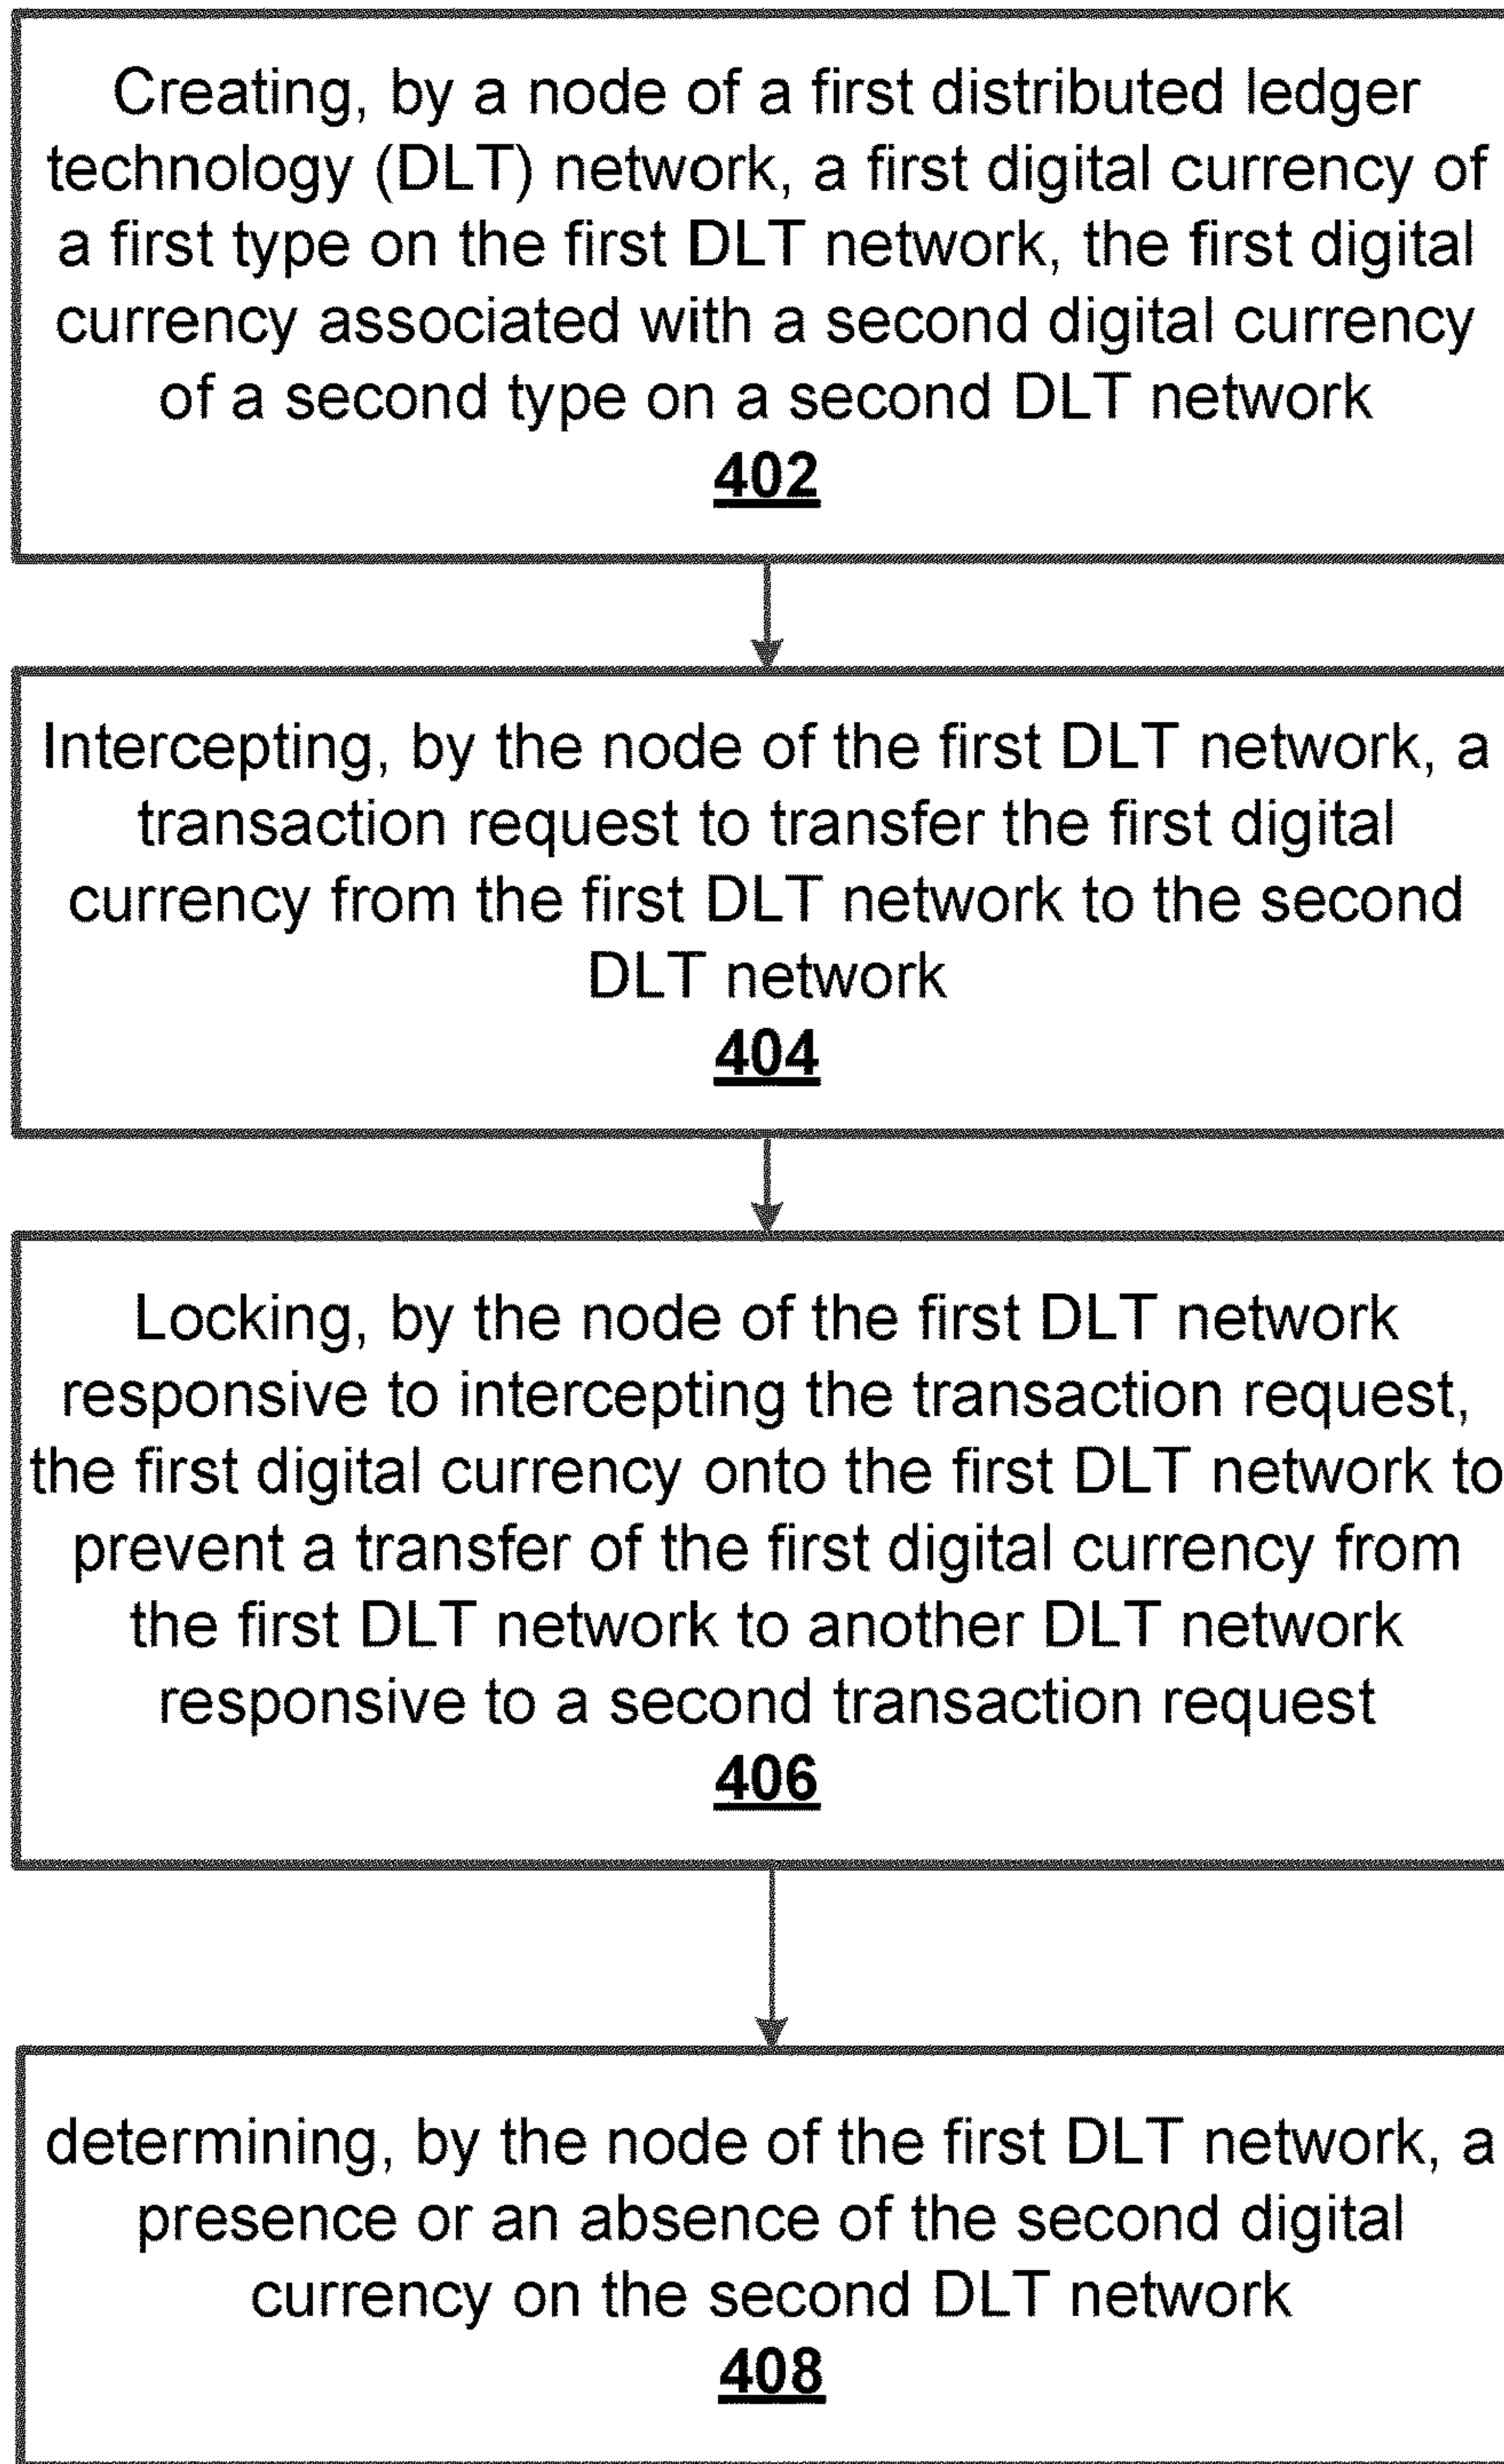 Creating, by a node of a first distributed ledger
technology (DLT) network, a first digital currency of
a first type on the first DLT network, the first digital
currency associated with a second digital currency
of a second type on a second DLT network
402
Intercepting, by the node of the first DLT network, a
transaction request to transfer the first digital
currency from the first DLT network to the second
DLT network
404
Locking, by the node of the first DLT network
responsive to intercepting the transaction request,
the first digital currency onto the first DLT network to
prevent a transfer of the first digital currency from
the first DLT network to another DLT network
responsive to a second transaction request
406
determining, by the node of the first DLT network, a
presence or an absence of the second digital
currency on the second DLT network
408